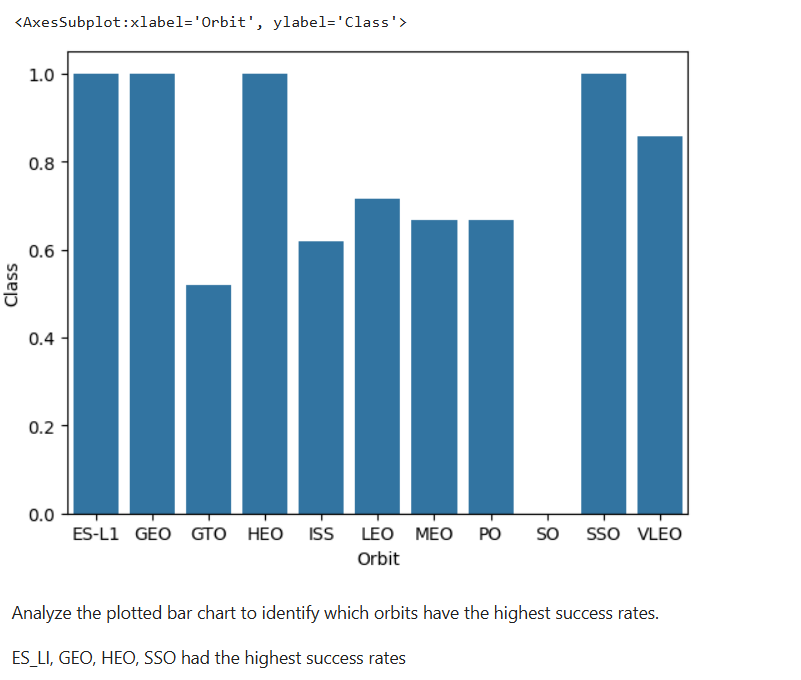 <AxesSubplot:xlabel='Orbit', ylabel='Class'>
1.0
0.8
0.6
0.4
0.2
0.0
Class
ES-L1 GEO GTO HEO ISS LEO MEO PO SO SSO VLEO
Orbit
Analyze the plotted bar chart to identify which orbits have the highest success rates.
ES_LI, GEO, HEO, SSO had the highest success rates